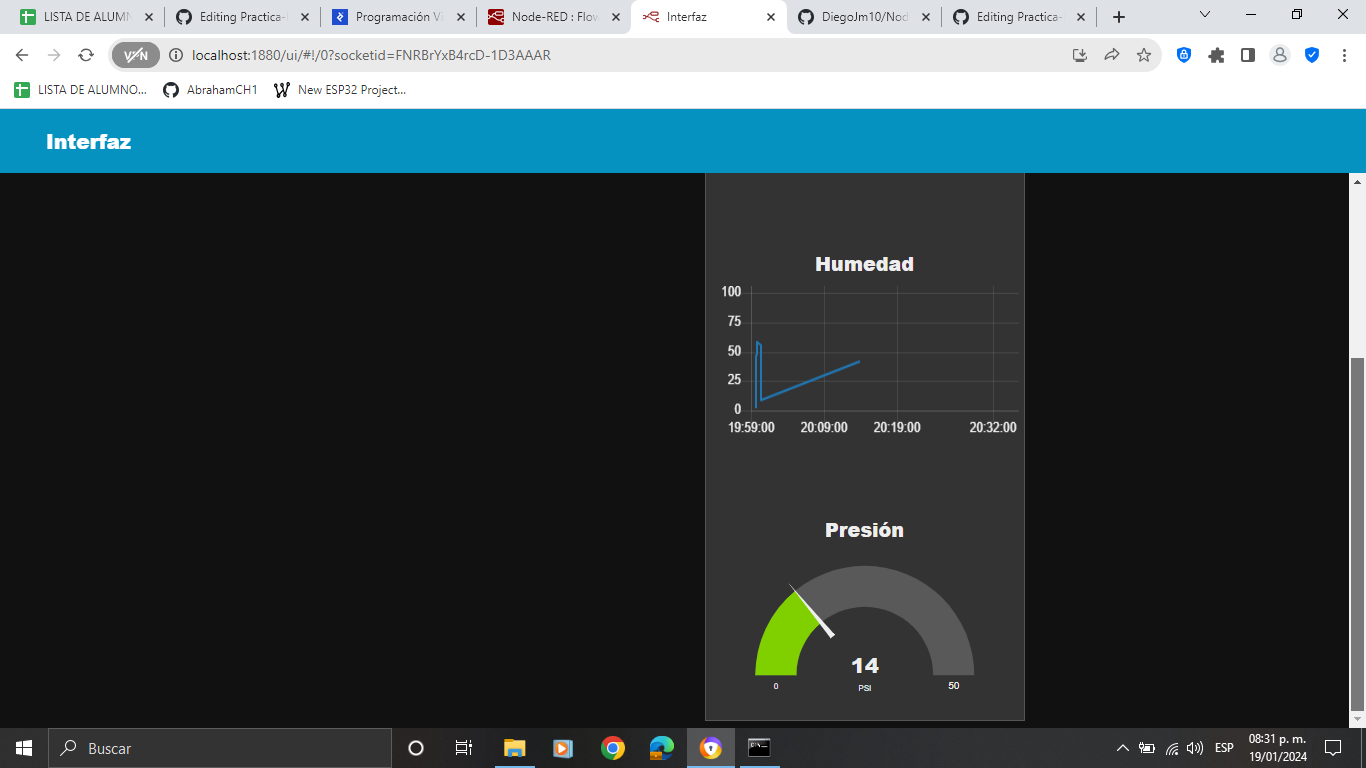 LISTA DE ALUMN
Editing Practica-
Programación Vi
Node-RED : Flow
Interfaz
DiegoJm10/Nod
Editing Practica-
VPN
localhost:1880/ui/#!/0?socketid=FNRBrYxB4rcD-1D3AAAR
LISTA DE ALUMNO...
AbrahamCH1
New ESP32 Project...
Interfaz
Humedad
100
75
50
25
0
19:59:00 20:09:00 20:19:00 20:32:00
Presión
14
PSI
0
50
Buscar
ESP
08:31 p. m.
19/01/2024